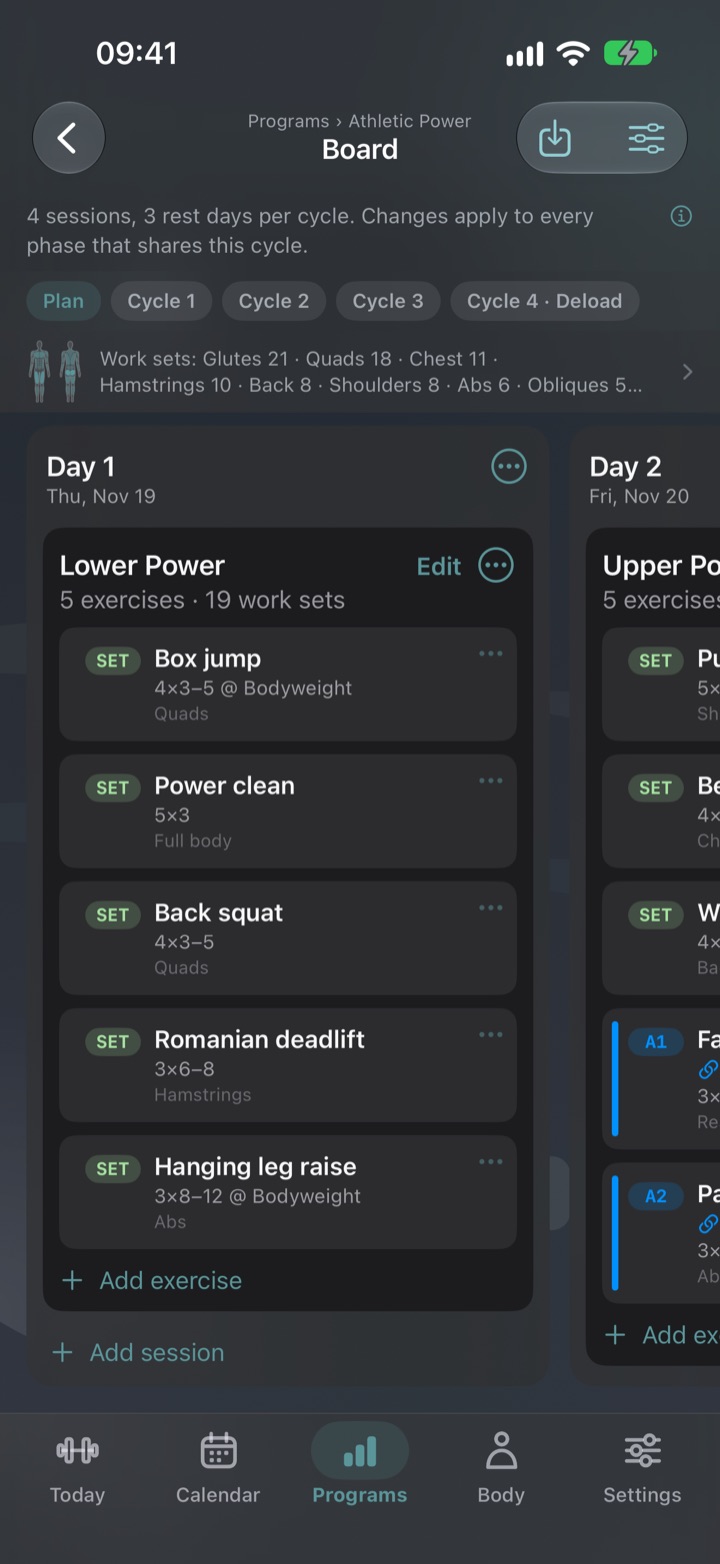 09:41
Programs › Athletic Power
Board
4 sessions, 3 rest days per cycle. Changes apply to every
phase that shares this cycle.
Plan
Cycle 1
Cycle 2
Cycle 3
Cycle 4 · Deload
Work sets: Glutes 21 · Quads 18 · Chest 11 ·
Hamstrings 10 · Back 8 · Shoulders 8 · Abs 6 · Obliques 5...
Day 1
Thu, Nov 19
Lower Power
Edit
5 exercises · 19 work sets
SET
Box jump
4×3–5 @ Bodyweight
Quads
SET
Power clean
5×3
Full body
SET
Back squat
4×3–5
Quads
SET
Romanian deadlift
3×6–8
Hamstrings
SET
Hanging leg raise
3×8–12 @ Bodyweight
Abs
+ Add exercise
+ Add session
Day 2
Fri, Nov 20
Upper
5 exercises
SET
SET
SET
A1
A2
+ Add
Today
Calendar
Programs
Body
Settings